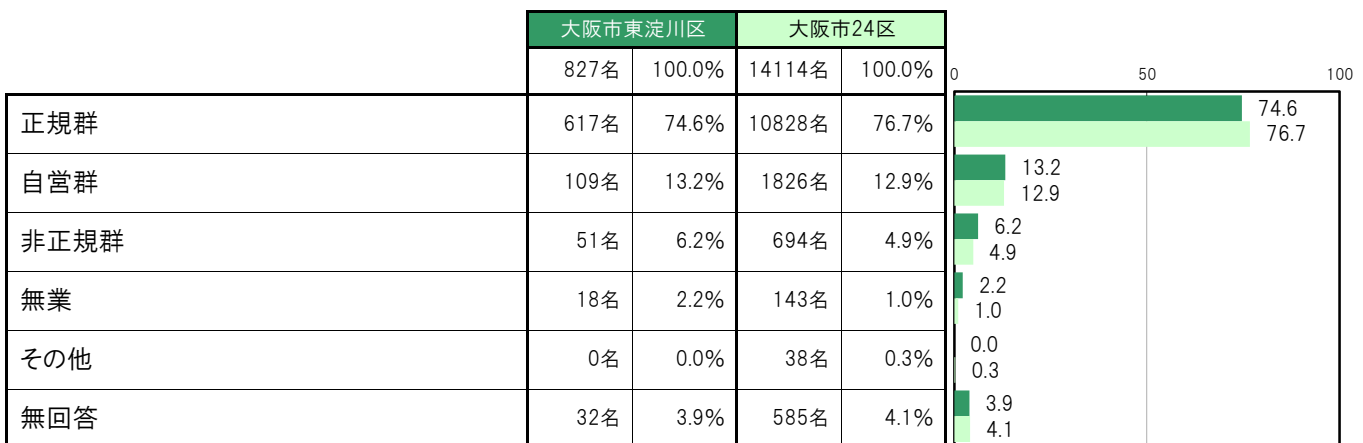 大阪市東淀川区 大阪市24区
827名 100.0% 14114名 100.0% 0 50 100
正規群 617名 74.6% 10828名 76.7% 74.6
76.7
自営群 109名 13.2% 1826名 12.9% 13.2
12.9
非正規群 51名 6.2% 694名 4.9% 6.2
4.9
無業 18名 2.2% 143名 1.0% 2.2
1.0
その他 0名 0.0% 38名 0.3% 0.0
0.3
無回答 32名 3.9% 585名 4.1% 3.9
4.1